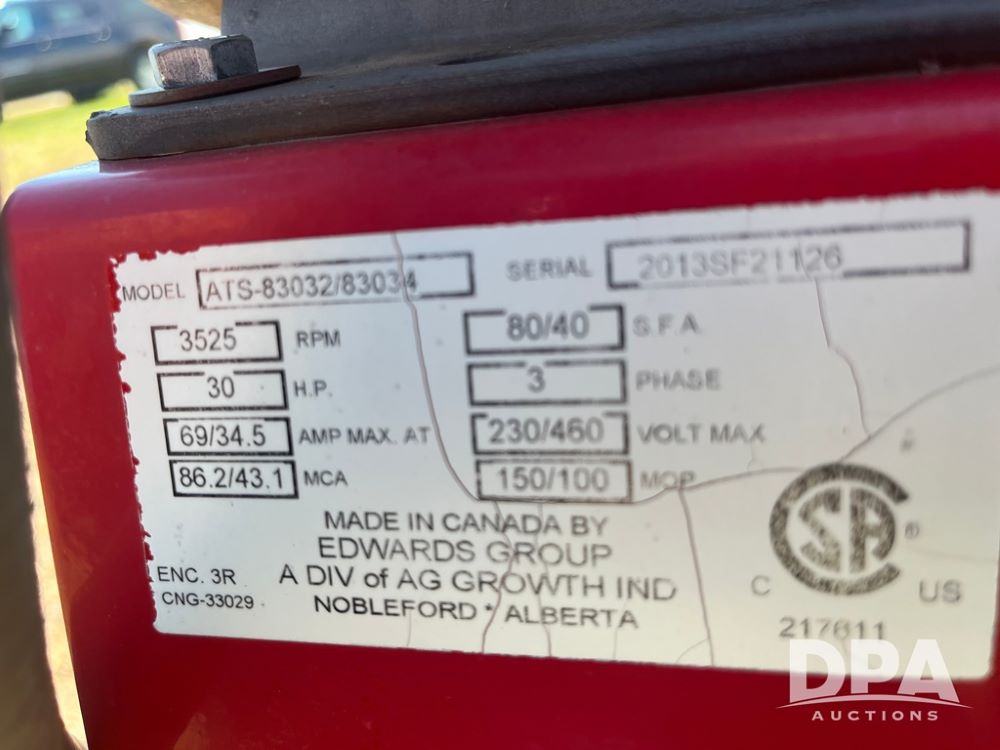 MODEL ATS-83032/83034 SERIAL 2013SF21126
3525 RPM 80/40 S.F.A.
30 H.P. 3 PHASE
69/34.5 AMP MAX. AT 230/460 VOLT MAX
86.2/43.1 MCA 150/100 MOP
MADE IN CANADA BY
EDWARDS GROUP
ENC. 3R A DIV of AG GROWTH IND
CNG-33029 NOBLEFORD * ALBERTA
C SA ® US
217611
DPA
AUCTIONS